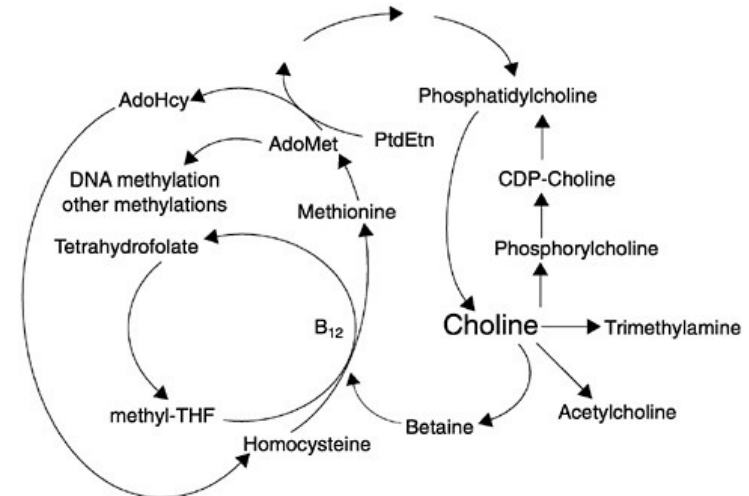 AdoHcy
Phosphatidylcholine
AdoMet
PtdEtn
DNA methylation
other methylations
CDP-Choline
Methionine
Tetrahydrofolate
Phosphorylcholine
B₁₂
Choline
Trimethylamine
methyl-THF
Acetylcholine
Betaine
Homocysteine